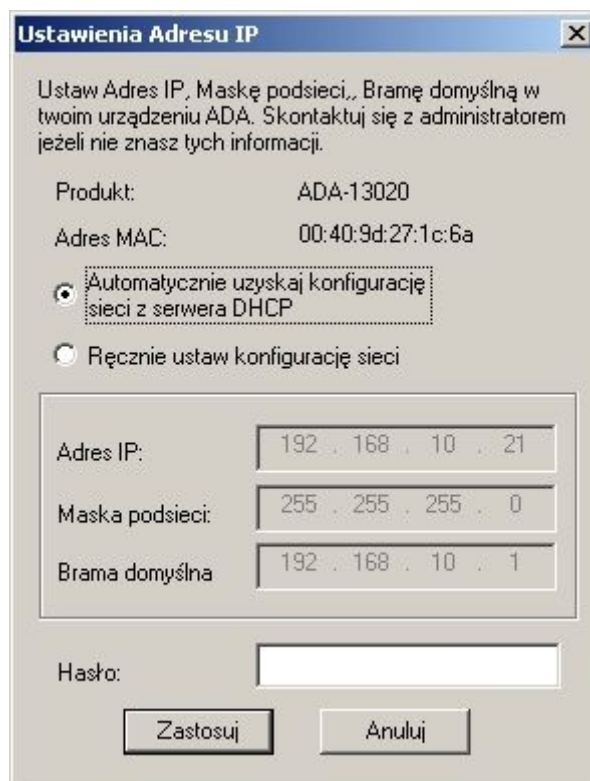 Ustawienia Adresu IP
Ustaw Adres IP, Maskę podsieci,, Bramę domyślną w
twoim urządzeniu ADA. Skontaktuj się z administratorem
jeżeli nie znasz tych informacji.
Produkt: ADA-13020
Adres MAC: 00:40:9d:27:1c:6a
Automatycznie uzyskaj konfigurację
sieci z serwera DHCP
Ręcznie ustaw konfigurację sieci
Adres IP: 192 . 168 . 10 . 21
Maska podsieci: 255 . 255 . 255 . 0
Brama domyślna 192 . 168 . 10 . 1
Hasło:
Zastosuj Anuluj